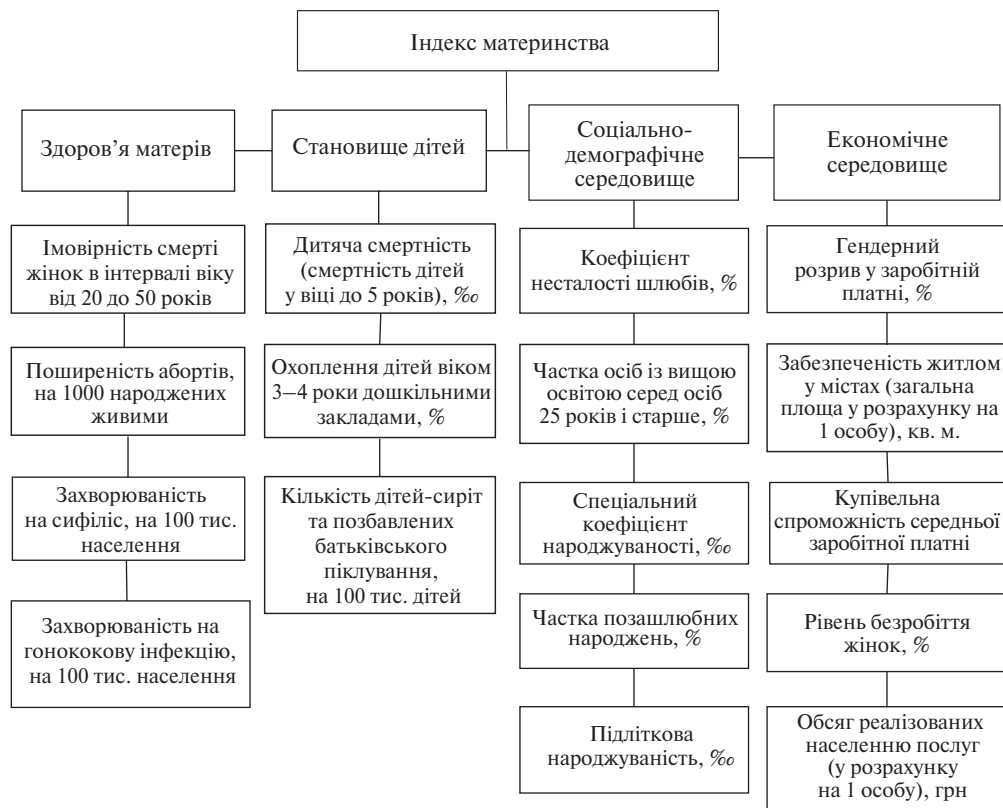 Індекс материнства
Здоров'я матерів
Становище дітей
Соціально-
демографічне
середовище
Економічне
середовище
Імовірність смерті
жінок в інтервалі віку
від 20 до 50 років
Поширеність абортів,
на 1000 народжених
живими
Захворюваність
на сифіліс, на 100 тис.
населення
Захворюваність на
гонококову інфекцію,
на 100 тис. населення
Дитяча смертність
(смертність дітей
у віці до 5 років), ‰
Охоплення дітей віком
3–4 роки дошкільними
закладами, %
Кількість дітей-сиріт
та позбавлених
батьківського
піклування,
на 100 тис. дітей
Коефіцієнт
несталості шлюбів, %
Частка осіб із вищою
освітою серед осіб
25 років і старше, %
Спеціальний
коефіцієнт
народжуваності, ‰
Частка позашлюбних
народжень, %
Підліткова
народжуваність, ‰
Гендерний
розрив у заробітній
платні, %
Забезпеченість житлом
у містах (загальна
площа у розрахунку на
1 особу), кв. м.
Купівельна
спроможність середньої
заробітної платні
Рівень безробіття
жінок, %
Обсяг реалізованих
населенню послуг
(у розрахунку
на 1 особу), грн